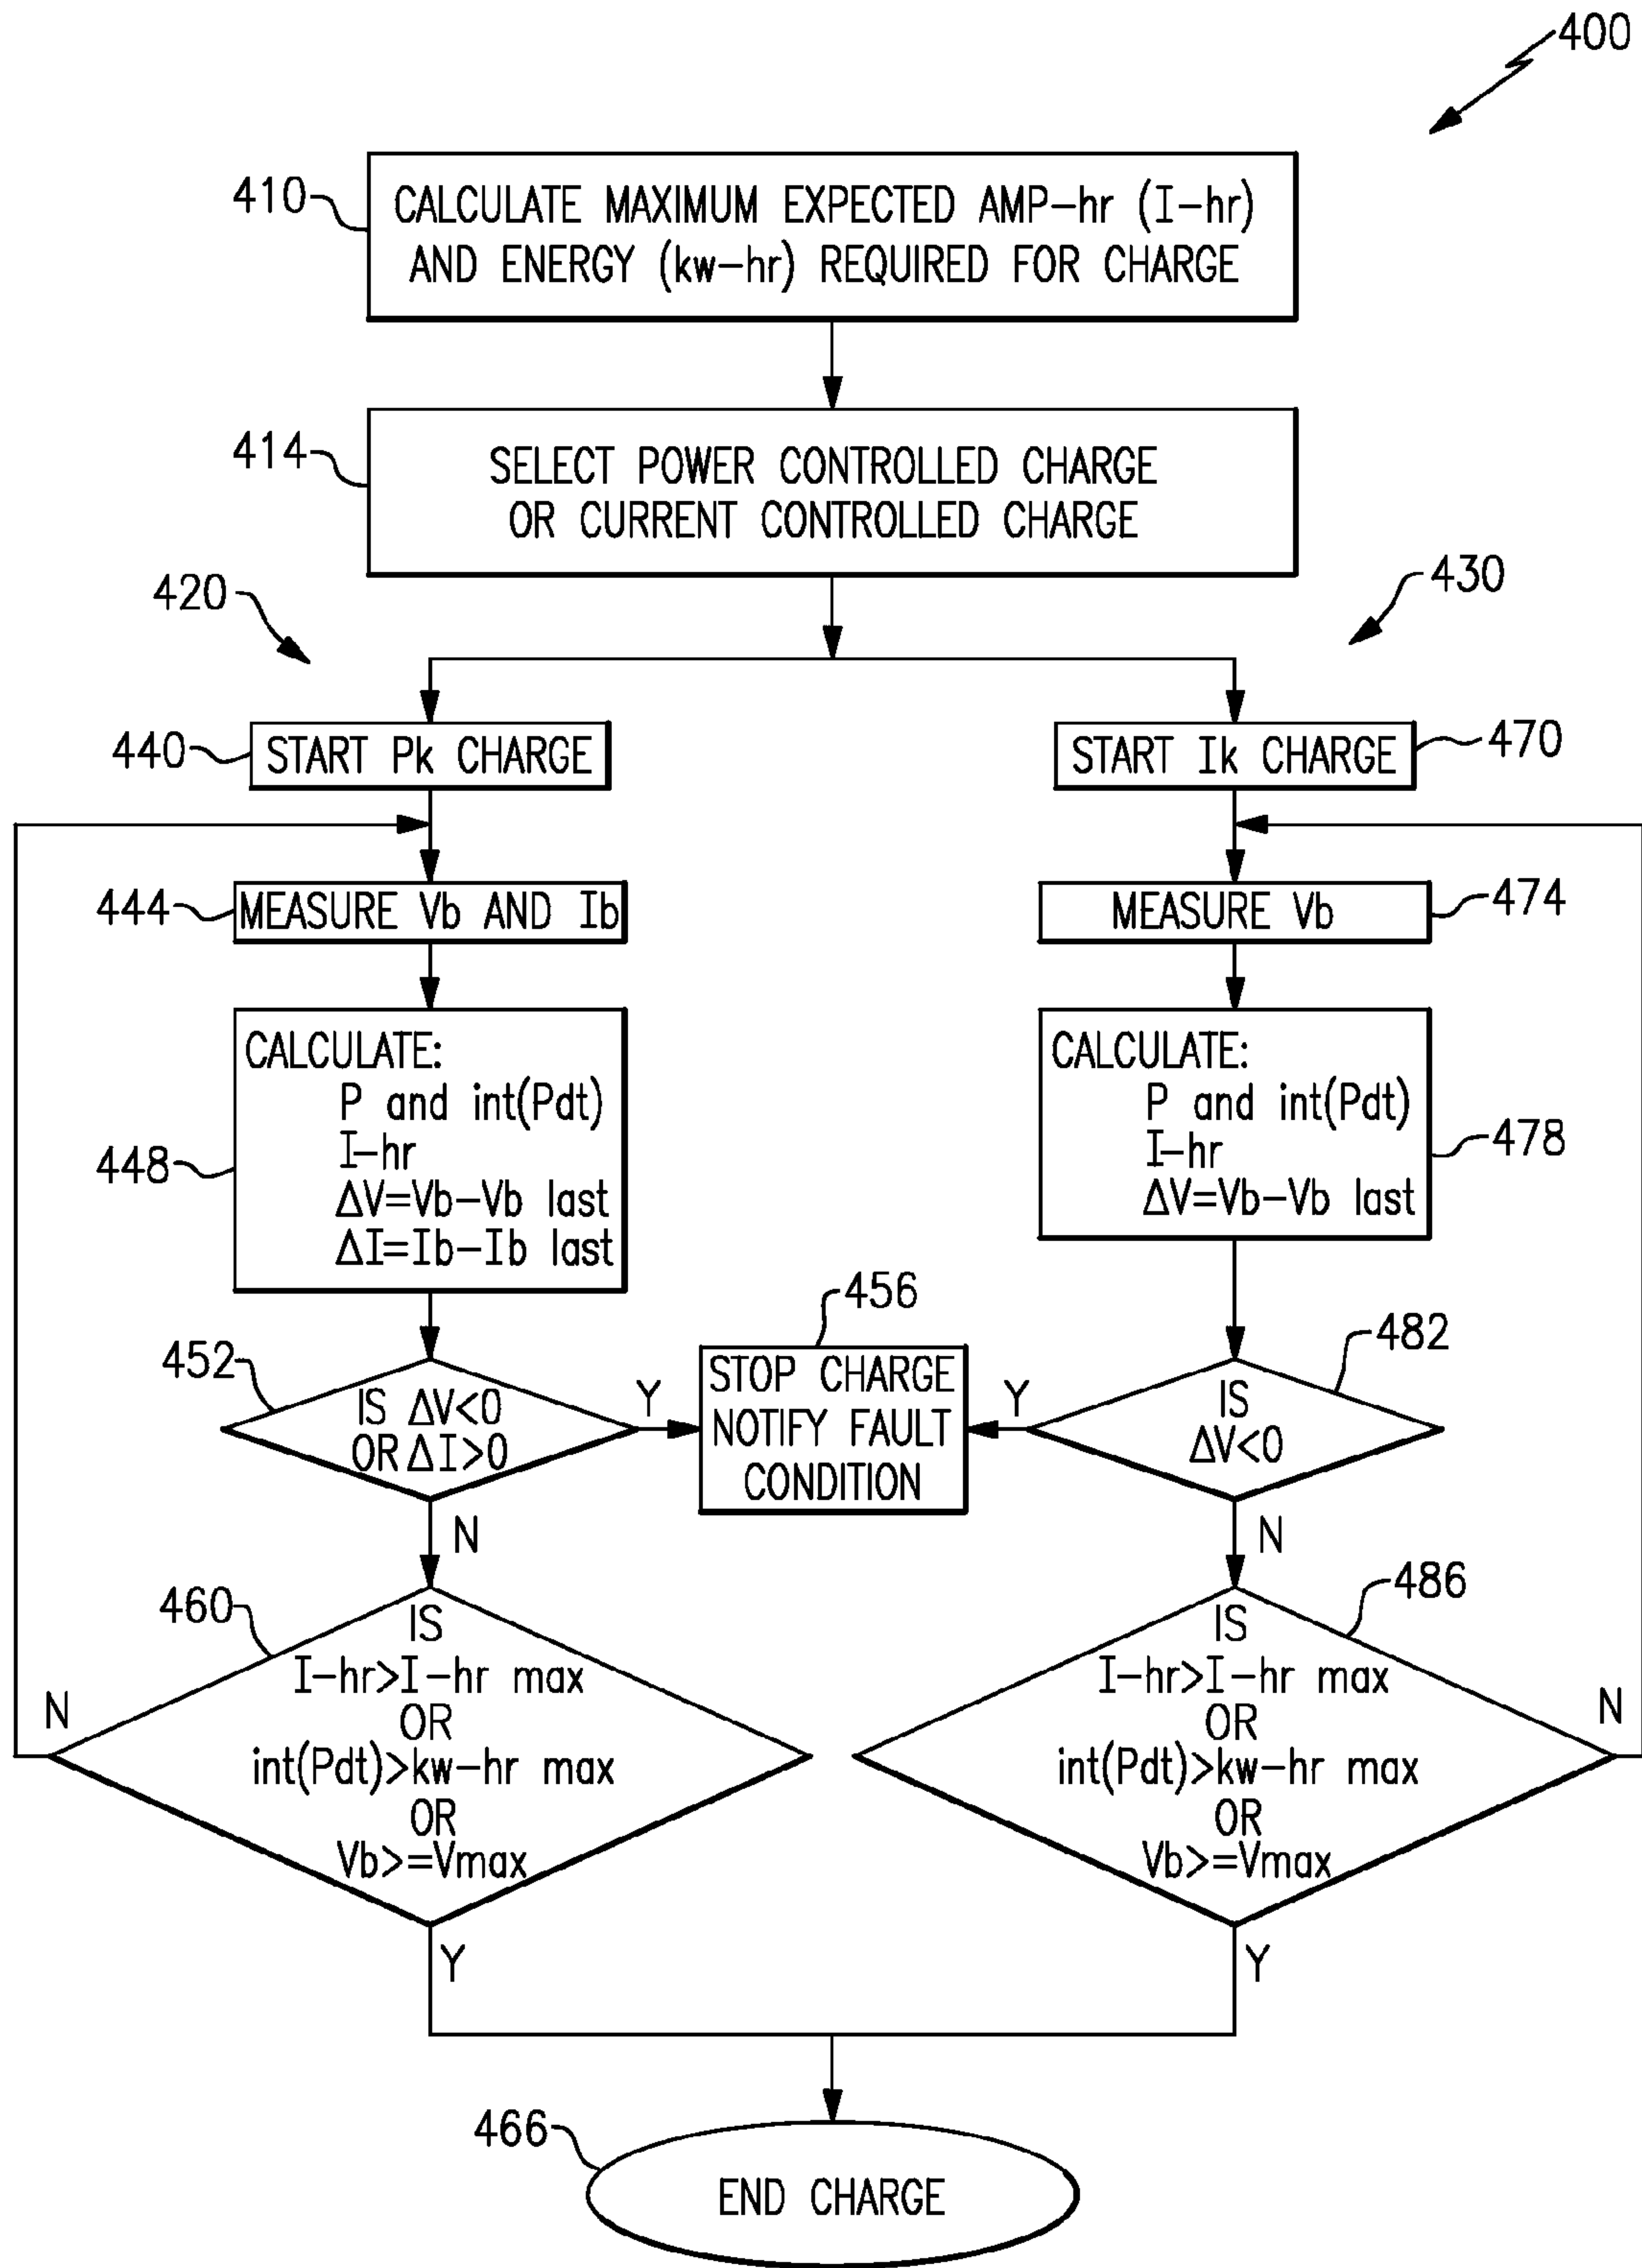 400
410
CALCULATE MAXIMUM EXPECTED AMP-hr (I-hr)
AND ENERGY (kw-hr) REQUIRED FOR CHARGE
414
SELECT POWER CONTROLLED CHARGE
OR CURRENT CONTROLLED CHARGE
420
430
440
START Pk CHARGE
START Ik CHARGE
470
444
MEASURE Vb AND Ib
MEASURE Vb
474
448
CALCULATE:
P and int(Pdt)
I-hr
ΔV=Vb-Vb last
ΔI=Ib-Ib last
CALCULATE:
P and int(Pdt)
I-hr
ΔV=Vb-Vb last
478
452
IS ΔV<0
OR ΔI>0
Y
456
STOP CHARGE
NOTIFY FAULT
CONDITION
Y
482
IS
ΔV<0
N
N
460
IS
I-hr>I-hr max
OR
int(Pdt)>kw-hr max
OR
Vb>=Vmax
N
Y
486
IS
I-hr>I-hr max
OR
int(Pdt)>kw-hr max
OR
Vb>=Vmax
N
Y
466
END CHARGE